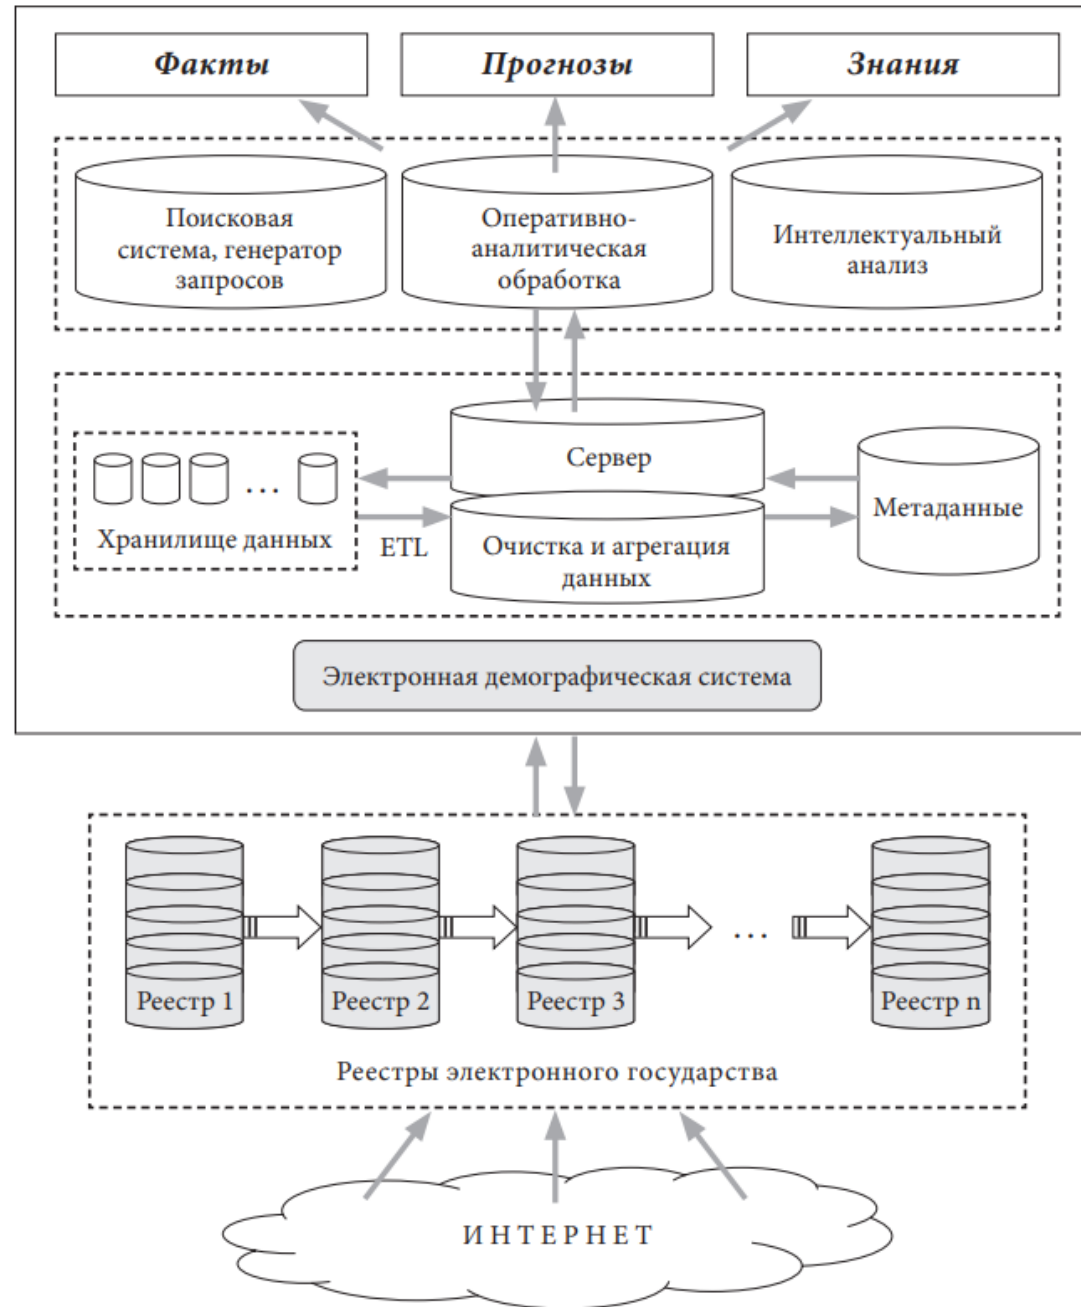 Факты
Прогнозы
Знания
Поисковая
система, генератор
запросов
Оперативно-
аналитическая
обработка
Интеллектуальный
анализ
Сервер
...
Хранилище данных
ETL
Очистка и агрегация
данных
Метаданные
Электронная демографическая система
...
Реестр 1
Реестр 2
Реестр 3
Реестр n
Реестры электронного государства
ИНТЕРНЕТ